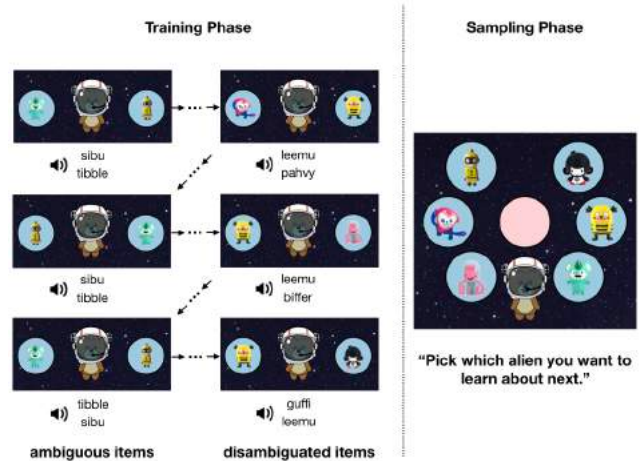 Training Phase
Sampling Phase
sibu
tibble
leemu
pahvy
sibu
tibble
leemu
biffer
tibble
sibu
guffi
leemu
ambiguous items
disambiguated items
“Pick which alien you want to
learn about next.”